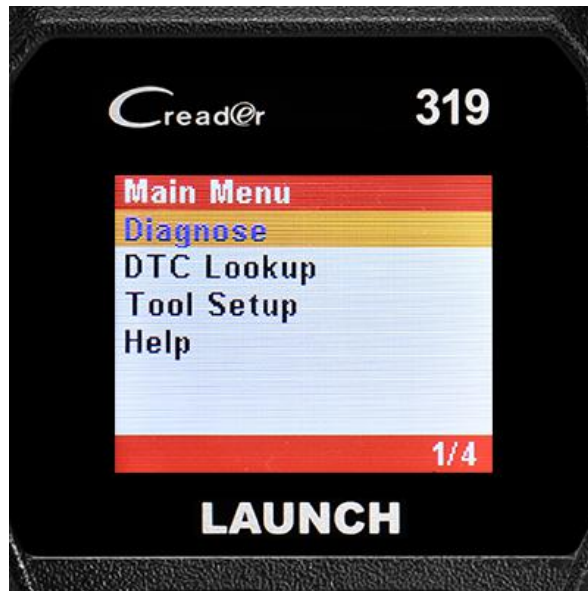 Creader 319
Main Menu
Diagnose
DTC Lookup
Tool Setup
Help
1/4
LAUNCH